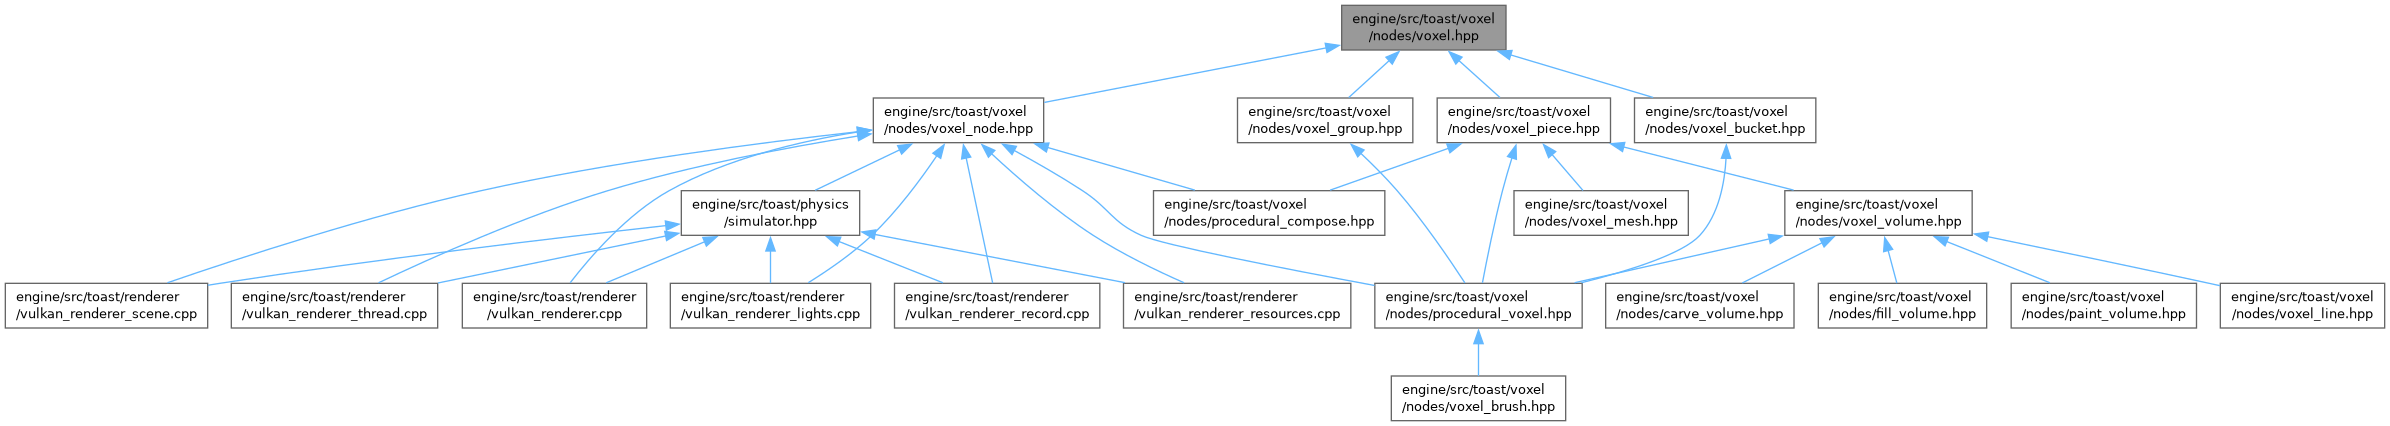 engine/src/toast/voxel
/nodes/voxel.hpp
engine/src/toast/voxel
/nodes/voxel_node.hpp
engine/src/toast/voxel
/nodes/voxel_group.hpp
engine/src/toast/voxel
/nodes/voxel_piece.hpp
engine/src/toast/voxel
/nodes/voxel_bucket.hpp
engine/src/toast/physics
/simulator.hpp
engine/src/toast/voxel
/nodes/procedural_compose.hpp
engine/src/toast/voxel
/nodes/voxel_mesh.hpp
engine/src/toast/voxel
/nodes/voxel_volume.hpp
engine/src/toast/renderer
/vulkan_renderer_scene.cpp
engine/src/toast/renderer
/vulkan_renderer_thread.cpp
engine/src/toast/renderer
/vulkan_renderer.cpp
engine/src/toast/renderer
/vulkan_renderer_lights.cpp
engine/src/toast/renderer
/vulkan_renderer_record.cpp
engine/src/toast/renderer
/vulkan_renderer_resources.cpp
engine/src/toast/voxel
/nodes/procedural_voxel.hpp
engine/src/toast/voxel
/nodes/carve_volume.hpp
engine/src/toast/voxel
/nodes/fill_volume.hpp
engine/src/toast/voxel
/nodes/paint_volume.hpp
engine/src/toast/voxel
/nodes/voxel_line.hpp
engine/src/toast/voxel
/nodes/voxel_brush.hpp